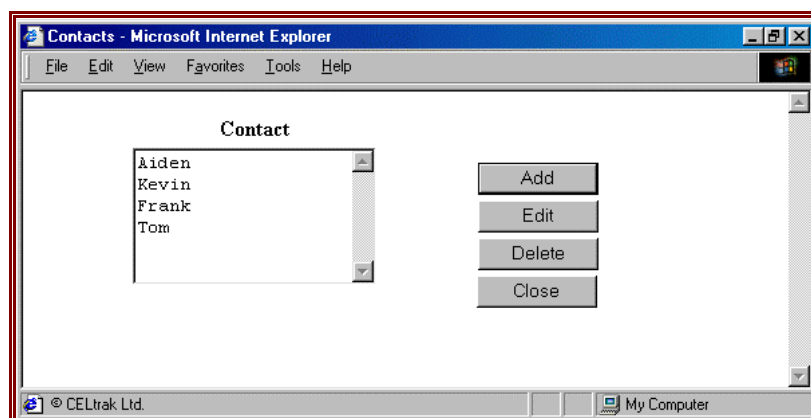 Contacts - Microsoft Internet Explorer
File Edit View Favorites Tools Help
Contact
Aiden
Kevin
Frank
Tom
Add
Edit
Delete
Close
© CELtrak Ltd.
My Computer